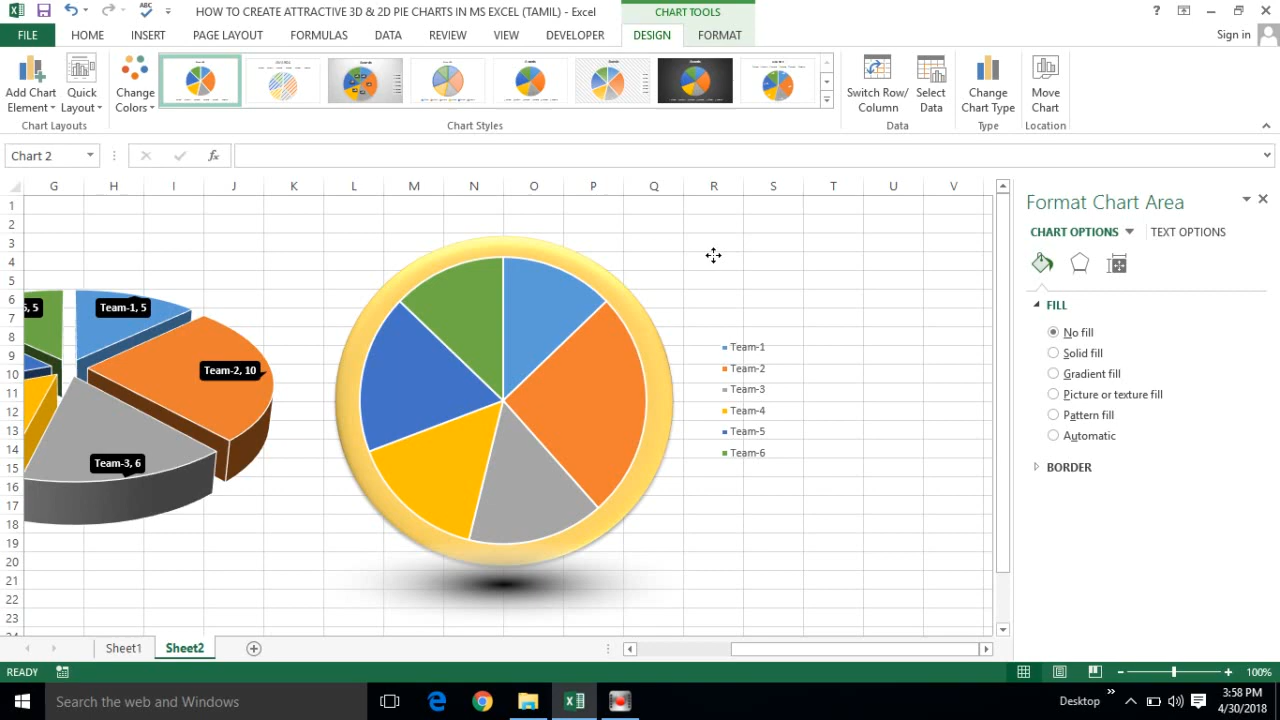 HOW TO CREATE ATTRACTIVE 3D & 2D PIE CHARTS IN MS EXCEL (TAMIL) - Excel
CHART TOOLS
FILE HOME INSERT PAGE LAYOUT FORMULAS DATA REVIEW VIEW DEVELOPER DESIGN FORMAT Sign in
Add Chart Element
Quick Layout
Change Colors
Switch Row/ Column
Select Data
Change Chart Type
Move Chart
Chart Layouts Chart Styles Data Type Location
Chart 2 fx
Format Chart Area
CHART OPTIONS TEXT OPTIONS
FILL
No fill
Solid fill
Gradient fill
Picture or texture fill
Pattern fill
Automatic
BORDER
G H I J K L M N O P Q R S T U V
1
2
3
4
5
6
7
8
9
10
11
12
13
14
15
16
17
18
19
20
21
22
23
5, 5
Team-1, 5
Team-2, 10
Team-3, 6
Team-1
Team-2
Team-3
Team-4
Team-5
Team-6
Sheet1 Sheet2
READY 100%
Search the web and Windows
Desktop
3:58 PM
4/30/2018